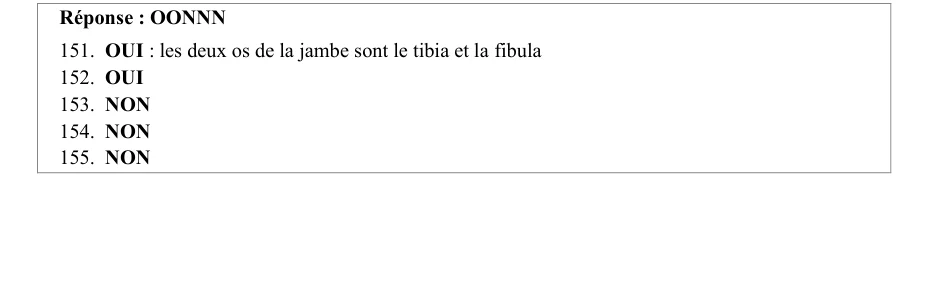 Réponse : OONNN
151. OUI : les deux os de la jambe sont le tibia et la fibula
152. OUI
153. NON
154. NON
155. NON